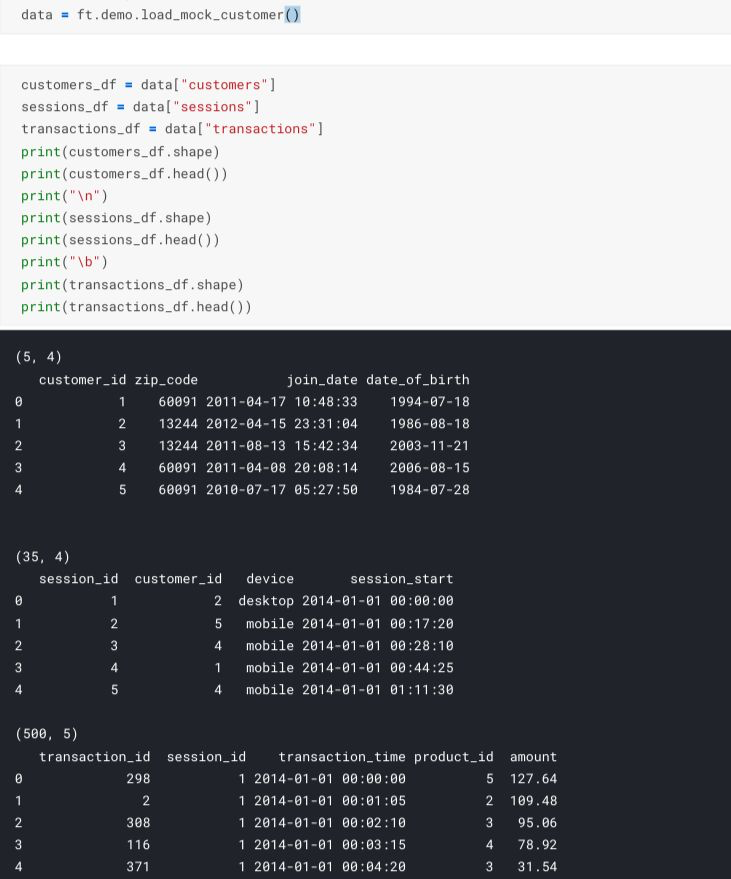 data = ft.demo.load_mock_customer()
customers_df = data["customers"]
sessions_df = data["sessions"]
transactions_df = data["transactions"]
print(customers_df.shape)
print(customers_df.head())
print("\n")
print(sessions_df.shape)
print(sessions_df.head())
print("\b")
print(transactions_df.shape)
print(transactions_df.head())
(5, 4)
   customer_id zip_code           join_date date_of_birth
0            1    60091 2011-04-17 10:48:33    1994-07-18
1            2    13244 2012-04-15 23:31:04    1986-08-18
2            3    13244 2011-08-13 15:42:34    2003-11-21
3            4    60091 2011-04-08 20:08:14    2006-08-15
4            5    60091 2010-07-17 05:27:50    1984-07-28
(35, 4)
   session_id  customer_id   device       session_start
0           1            2  desktop 2014-01-01 00:00:00
1           2            5   mobile 2014-01-01 00:17:20
2           3            4   mobile 2014-01-01 00:28:10
3           4            1   mobile 2014-01-01 00:44:25
4           5            4   mobile 2014-01-01 01:11:30
(500, 5)
   transaction_id  session_id    transaction_time product_id  amount
0             298           1 2014-01-01 00:00:00          5  127.64
1               2           1 2014-01-01 00:01:05          2  109.48
2             308           1 2014-01-01 00:02:10          3   95.06
3             116           1 2014-01-01 00:03:15          4   78.92
4             371           1 2014-01-01 00:04:20          3   31.54